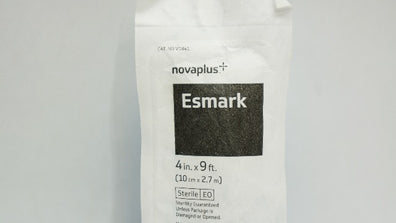 novaplus+
Esmark
4 in. x 9 ft.
(10 cm x 2.7 m)
Sterile EO
Sterility Guaranteed
Unless Package is
Damaged or Opened.